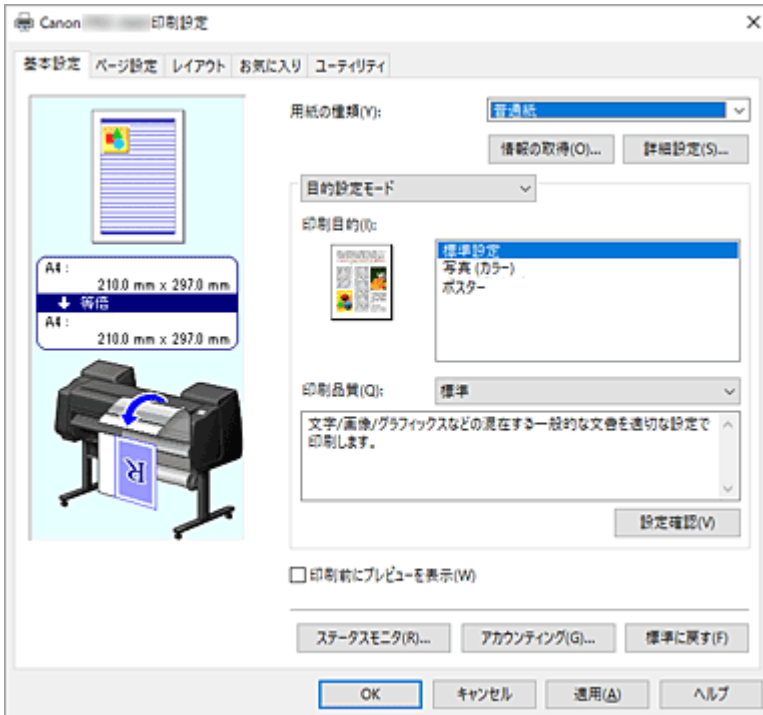 Canon 印刷設定
基本設定 ページ設定 レイアウト お気に入り ユーティリティ
用紙の種類(Y): 普通紙
情報の取得(O)... 詳細設定(S)...
目的設定モード
印刷目的(I):
標準設定
写真 (カラー)
ポスター
A4 :
210.0 mm x 297.0 mm
等倍
A4 :
210.0 mm x 297.0 mm
R
印刷品質(Q): 標準
文字/画像/グラフィックスなどの混在する一般的な文書を適切な設定で
印刷します。
設定確認(V)
印刷前にプレビューを表示(W)
ステータスモニタ(R)... アカウンティング(G)... 標準に戻す(F)
OK キャンセル 適用(A) ヘルプ